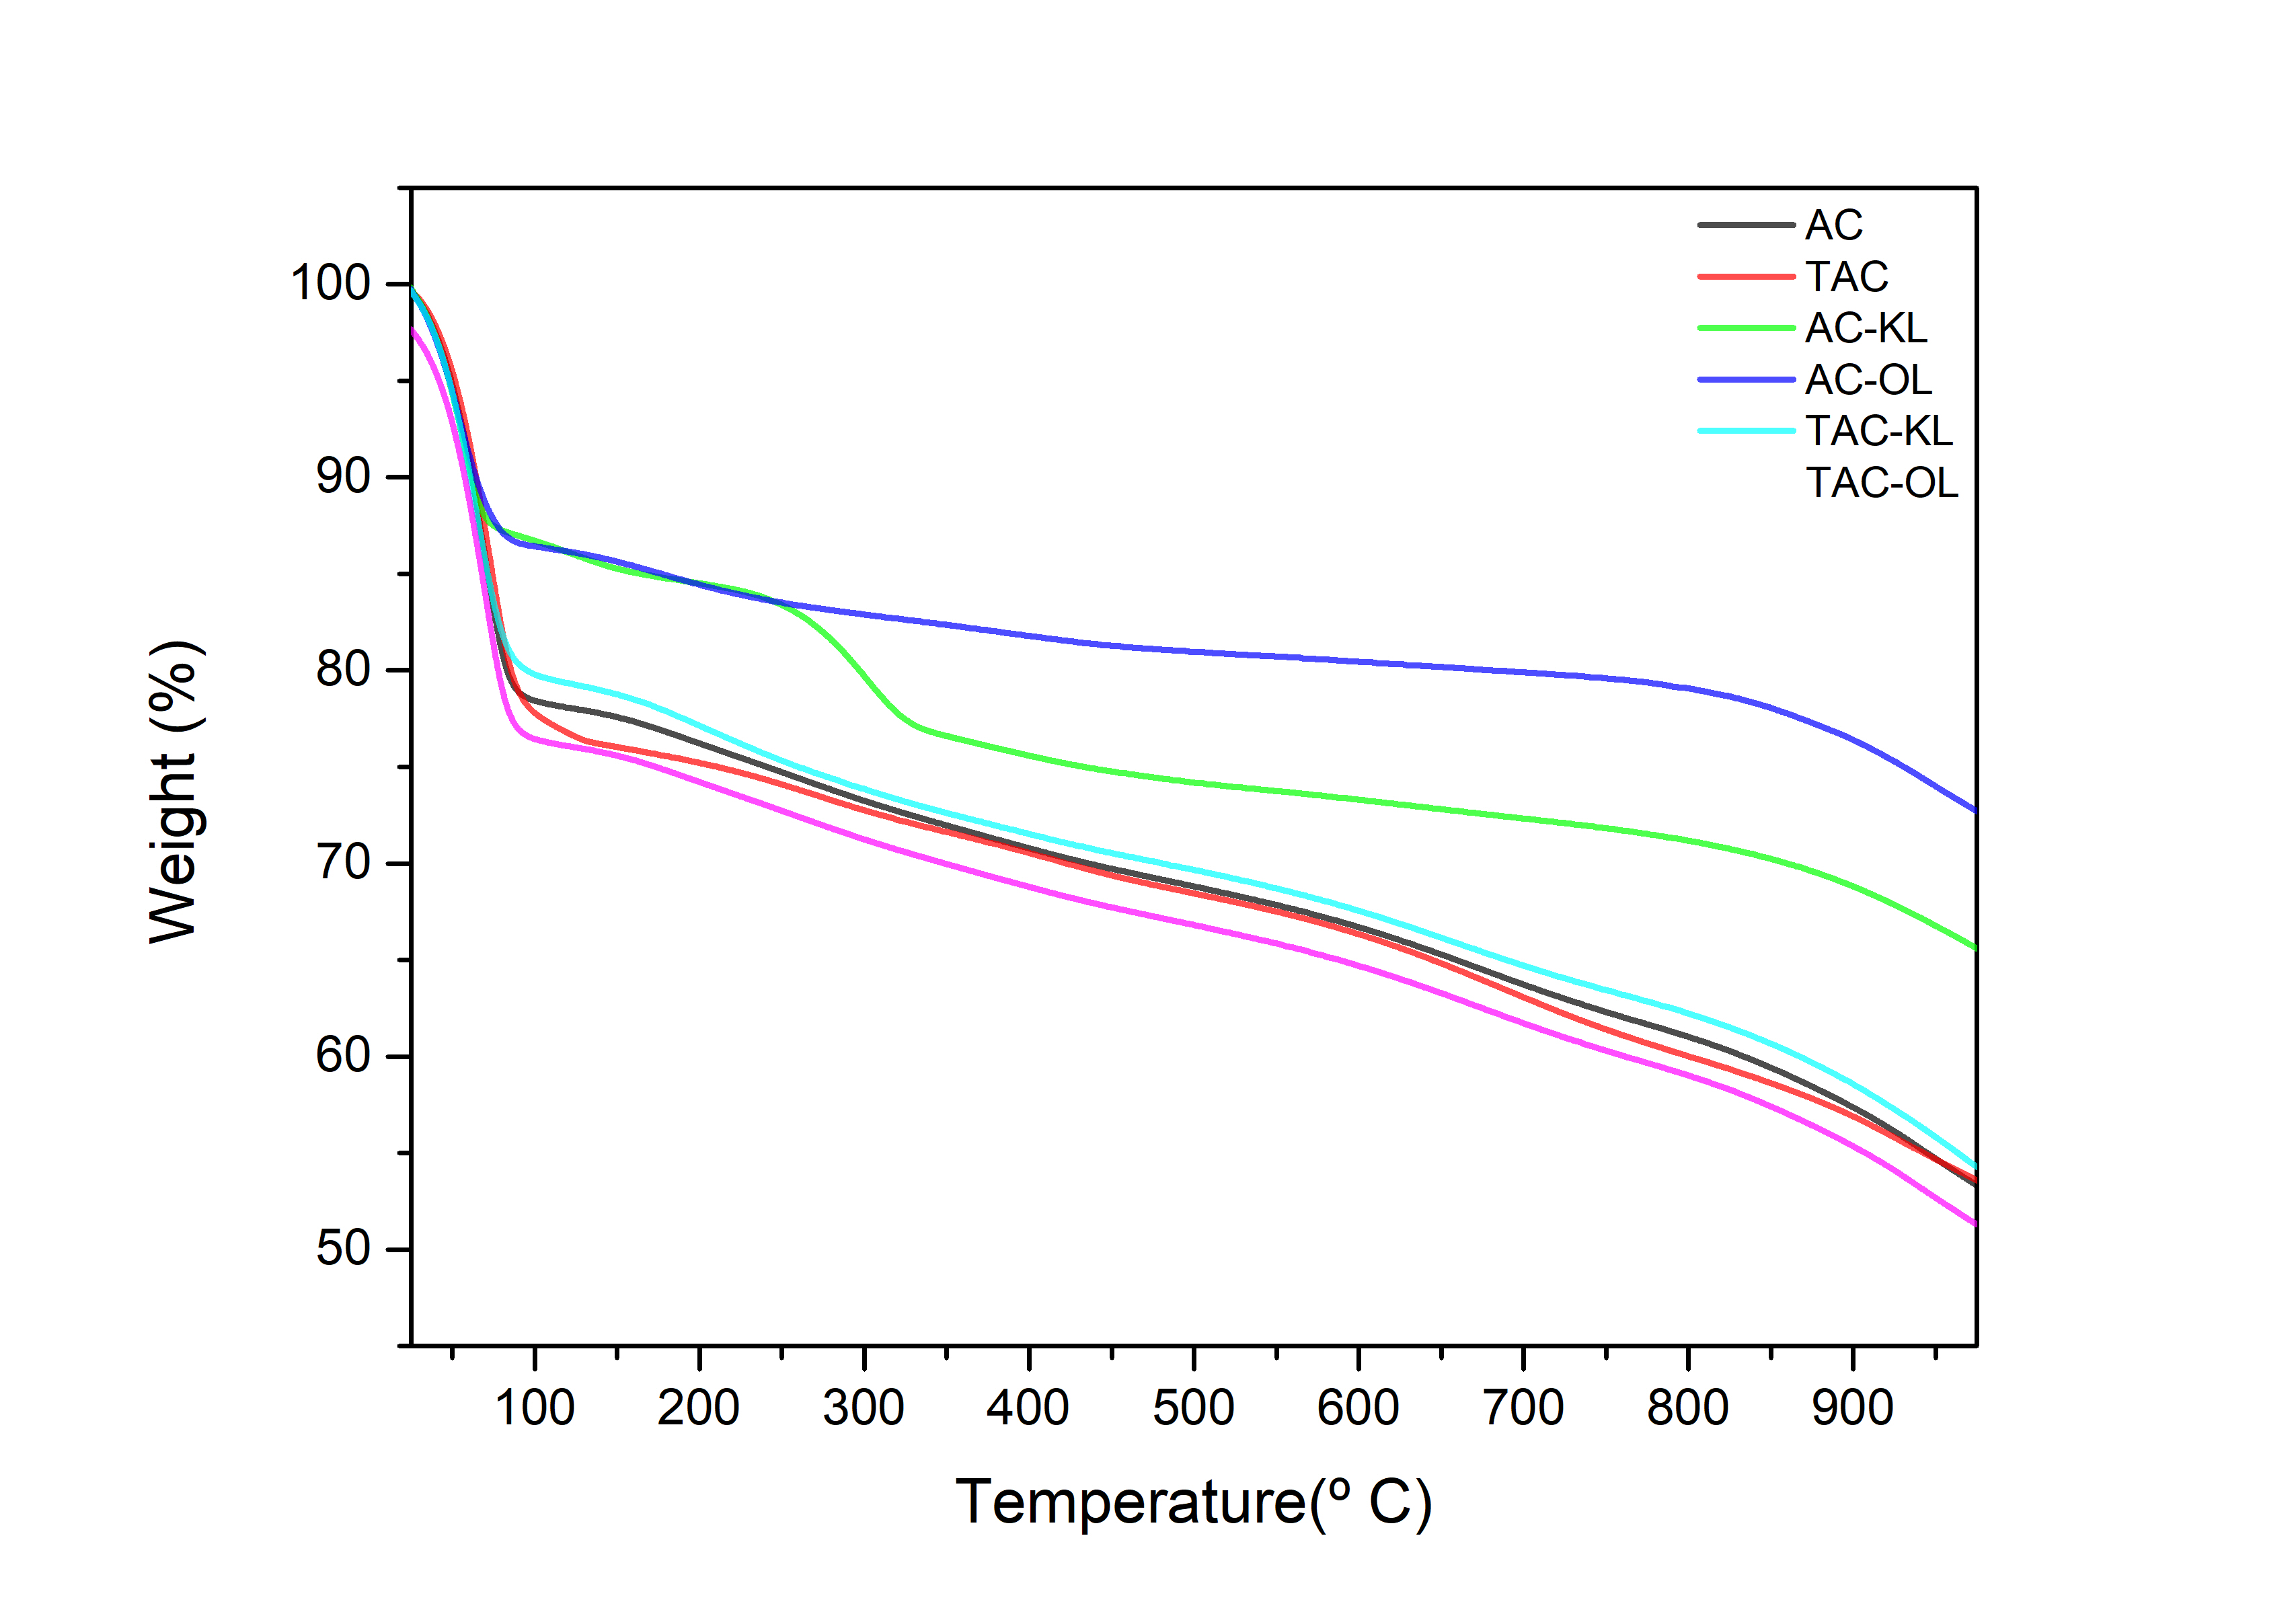 AC
TAC
AC-KL
AC-OL
TAC-KL
TAC-OL
100
90
80
70
60
50
Weight (%)
100 200 300 400 500 600 700 800 900
Temperature(º C)